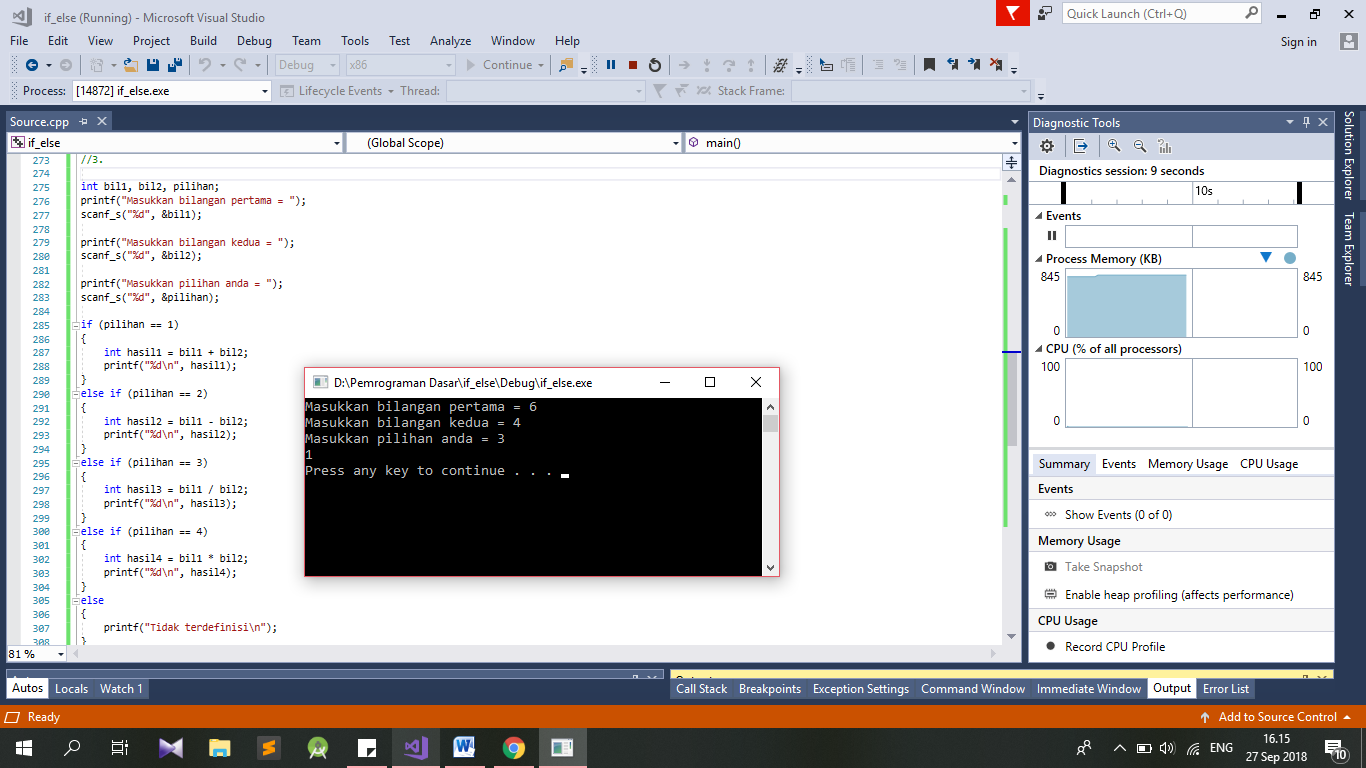 if_else (Running) - Microsoft Visual Studio
Quick Launch (Ctrl+Q)
File Edit View Project Build Debug Team Tools Test Analyze Window Help
Sign in
Debug x86 Continue
Process: [14872] if_else.exe Lifecycle Events Thread: Stack Frame:
Source.cpp
if_else (Global Scope) main()
273 //3.
274
275 int bil1, bil2, pilihan;
276 printf("Masukkan bilangan pertama = ");
277 scanf_s("%d", &bil1);
278
279 printf("Masukkan bilangan kedua = ");
280 scanf_s("%d", &bil2);
281
282 printf("Masukkan pilihan anda = ");
283 scanf_s("%d", &pilihan);
284
285 if (pilihan == 1)
286 {
287 int hasil1 = bil1 + bil2;
288 printf("%d\n", hasil1);
289 }
290 else if (pilihan == 2)
291 {
292 int hasil2 = bil1 - bil2;
293 printf("%d\n", hasil2);
294 }
295 else if (pilihan == 3)
296 {
297 int hasil3 = bil1 / bil2;
298 printf("%d\n", hasil3);
299 }
300 else if (pilihan == 4)
301 {
302 int hasil4 = bil1 * bil2;
303 printf("%d\n", hasil4);
304 }
305 else
306 {
307 printf("Tidak terdefinisi\n");
308 }
81 %
D:\Pemrograman Dasar\if_else\Debug\if_else.exe
Masukkan bilangan pertama = 6
Masukkan bilangan kedua = 4
Masukkan pilihan anda = 3
1
Press any key to continue . . .
Diagnostic Tools
Diagnostics session: 9 seconds
10s
Events
Process Memory (KB)
845 845
0 0
CPU (% of all processors)
100 100
0 0
Summary Events Memory Usage CPU Usage
Events
Show Events (0 of 0)
Memory Usage
Take Snapshot
Enable heap profiling (affects performance)
CPU Usage
Record CPU Profile
Solution Explorer
Team Explorer
Autos Locals Watch 1
Call Stack Breakpoints Exception Settings Command Window Immediate Window Output Error List
Ready
Add to Source Control
ENG
16.15
27 Sep 2018
10